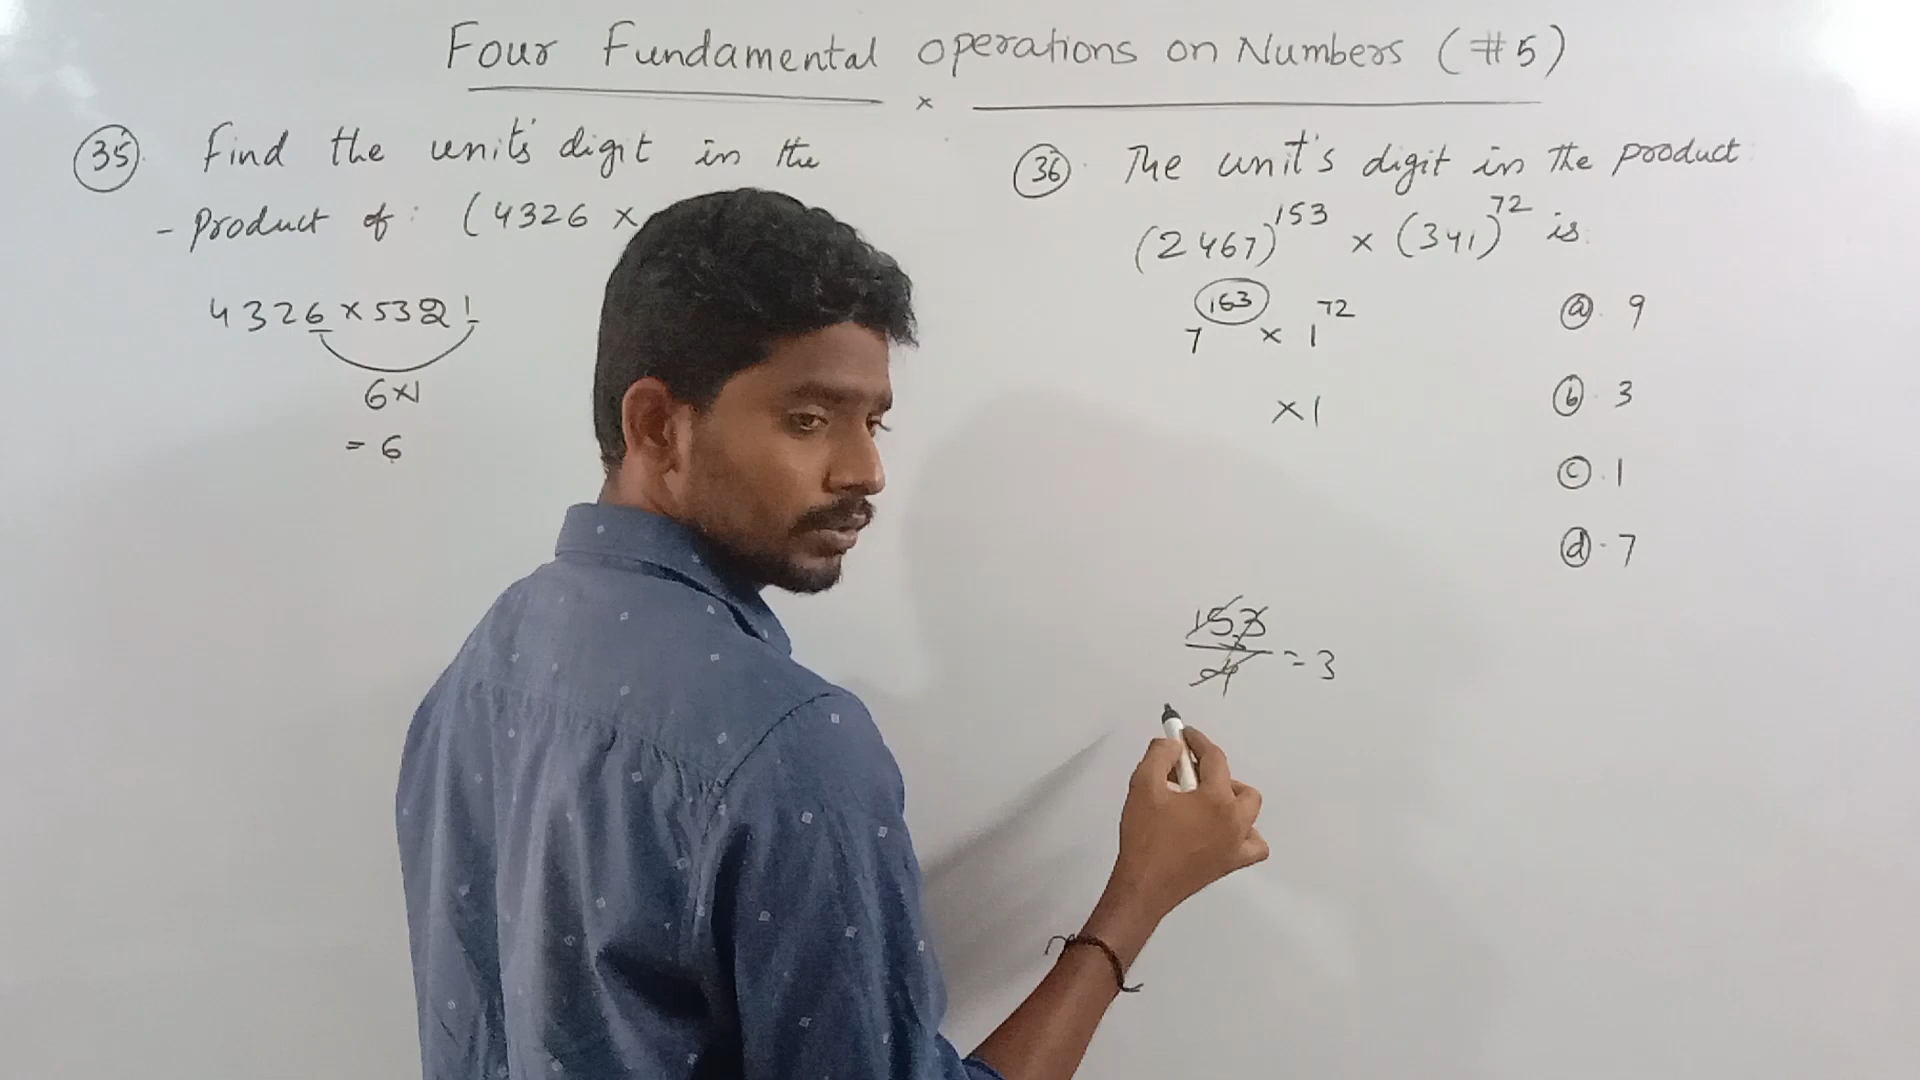 Four Fundamental operations on Numbers (#5)
×
35. Find the unit's digit in the
- Product of: (4326 ×
4326 × 5321
6×1
= 6
36. The unit's digit in the product
(2467)^153 × (341)^72 is
7^163 × 1^72
×1
a. 9
b. 3
c. 1
d. 7
153/4 = 3